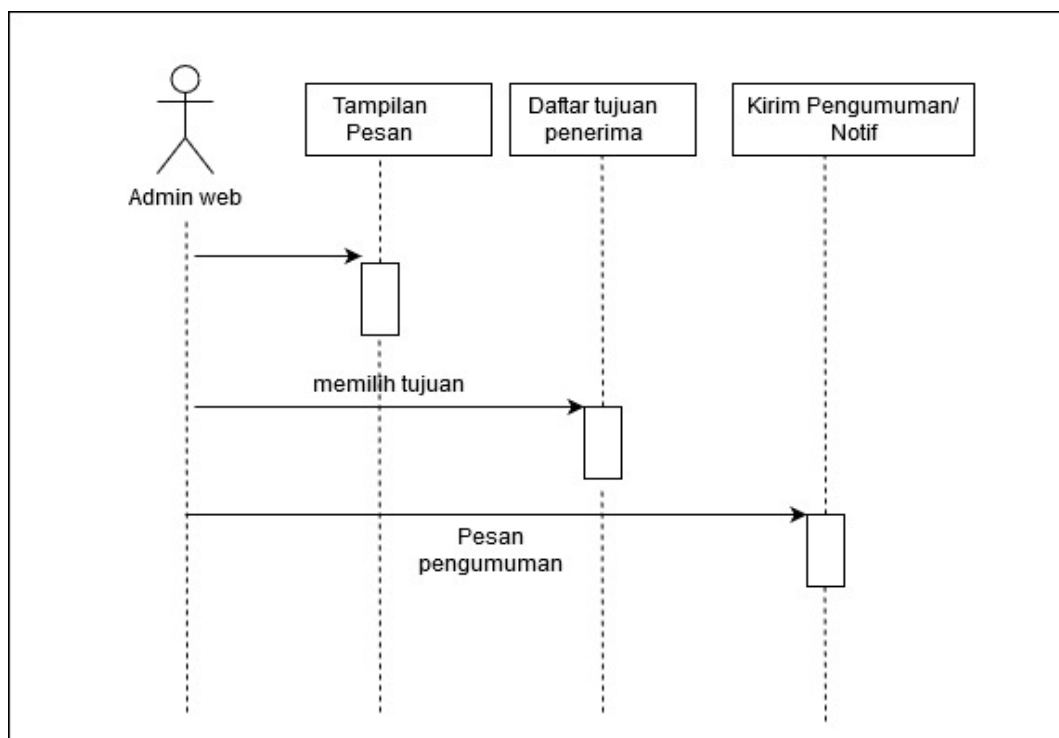 Tampilan
Pesan
Daftar tujuan
penerima
Kirim Pengumuman/
Notif
Admin web
memilih tujuan
Pesan
pengumuman